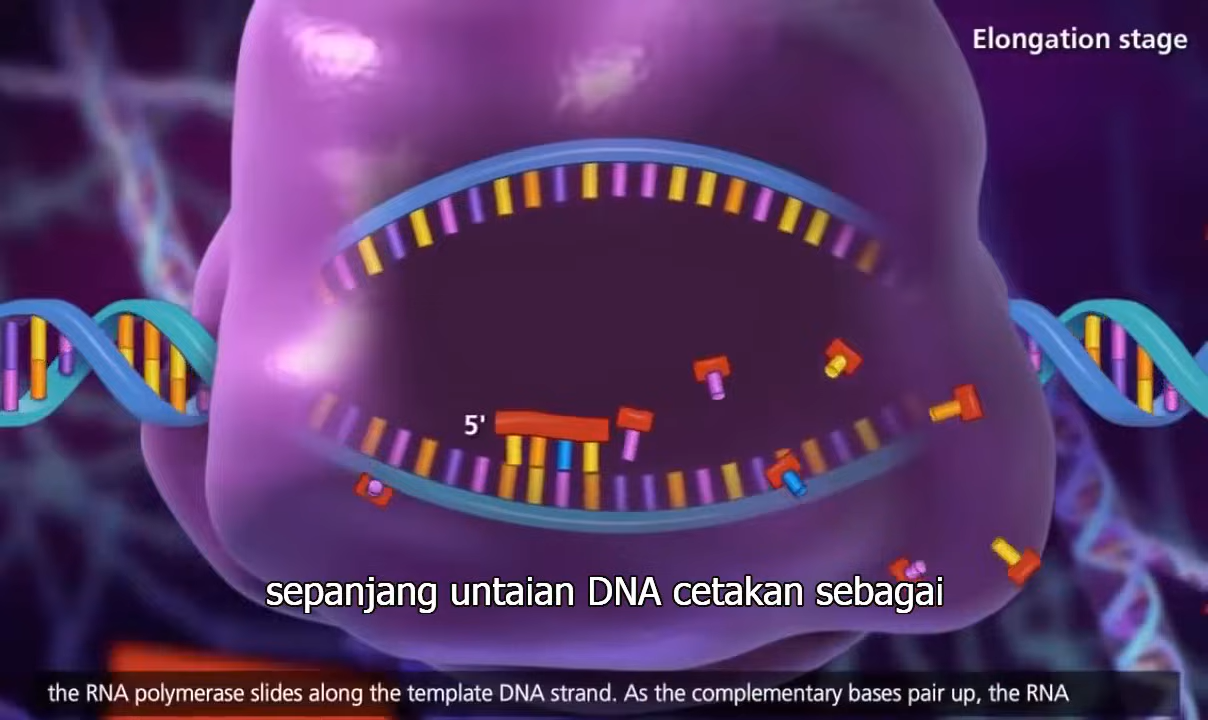 Elongation stage
5'
sepanjang untaian DNA cetakan sebagai
the RNA polymerase slides along the template DNA strand. As the complementary bases pair up, the RNA